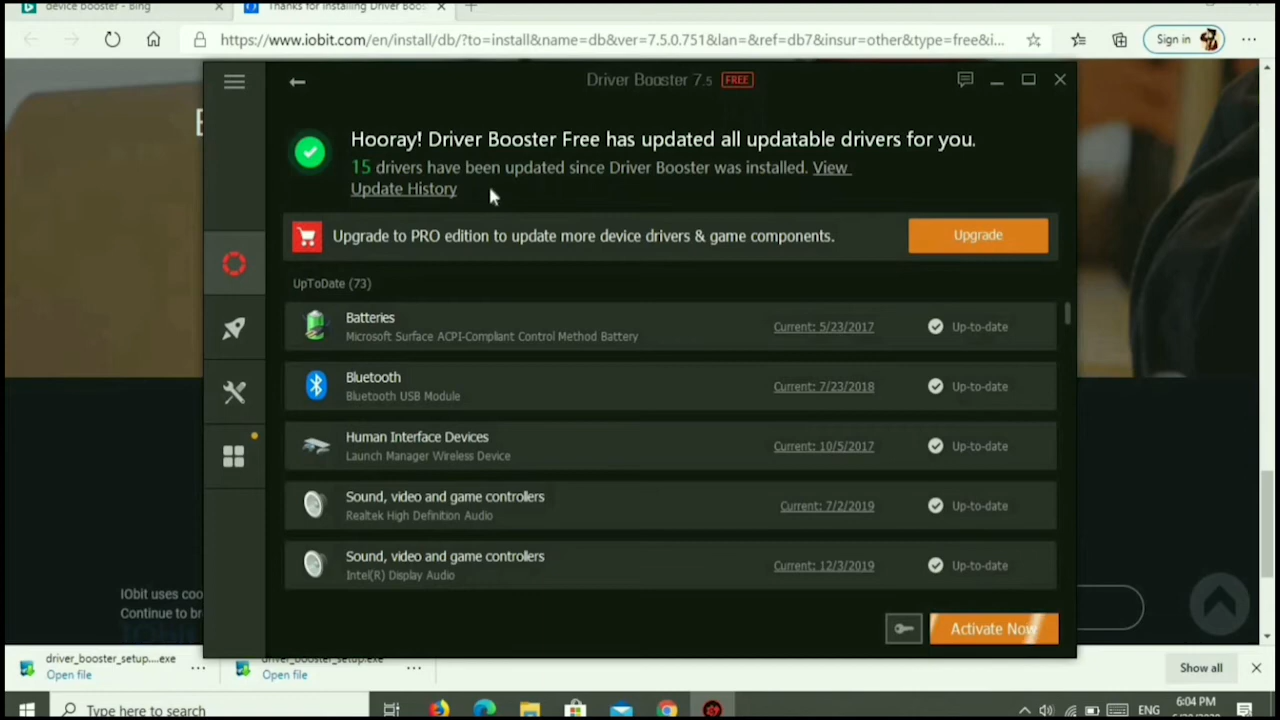 device booster - Bing
Thanks for installing Driver Boos
https://www.iobit.com/en/install/db/?to=install&name=db&ver=7.5.0.751&lan=&ref=db7&insur=other&type=free&i...
Sign in
Driver Booster 7.5 FREE
Hooray! Driver Booster Free has updated all updatable drivers for you.
15 drivers have been updated since Driver Booster was installed. View
Update History
Upgrade to PRO edition to update more device drivers & game components.
Upgrade
UpToDate (73)
Batteries
Microsoft Surface ACPI-Compliant Control Method Battery
Current: 5/23/2017
Up-to-date
Bluetooth
Bluetooth USB Module
Current: 7/23/2018
Up-to-date
Human Interface Devices
Launch Manager Wireless Device
Current: 10/5/2017
Up-to-date
Sound, video and game controllers
Realtek High Definition Audio
Current: 7/2/2019
Up-to-date
Sound, video and game controllers
Intel(R) Display Audio
Current: 12/3/2019
Up-to-date
IObit uses coo
Continue to br
Activate Now
driver_booster_setup....exe
Open file
driver_booster_setup.exe
Open file
Show all
Type here to search
ENG
6:04 PM